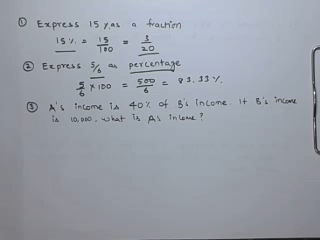 ① Express 15 % as a fraction
15 % = 15/100 = 3/20
② Express 5/6 as percentage
5/6 × 100 = 500/6 = 83.33 %.
③ A's income is 40% of B's income. If B's income
is 10,000, what is A's income?